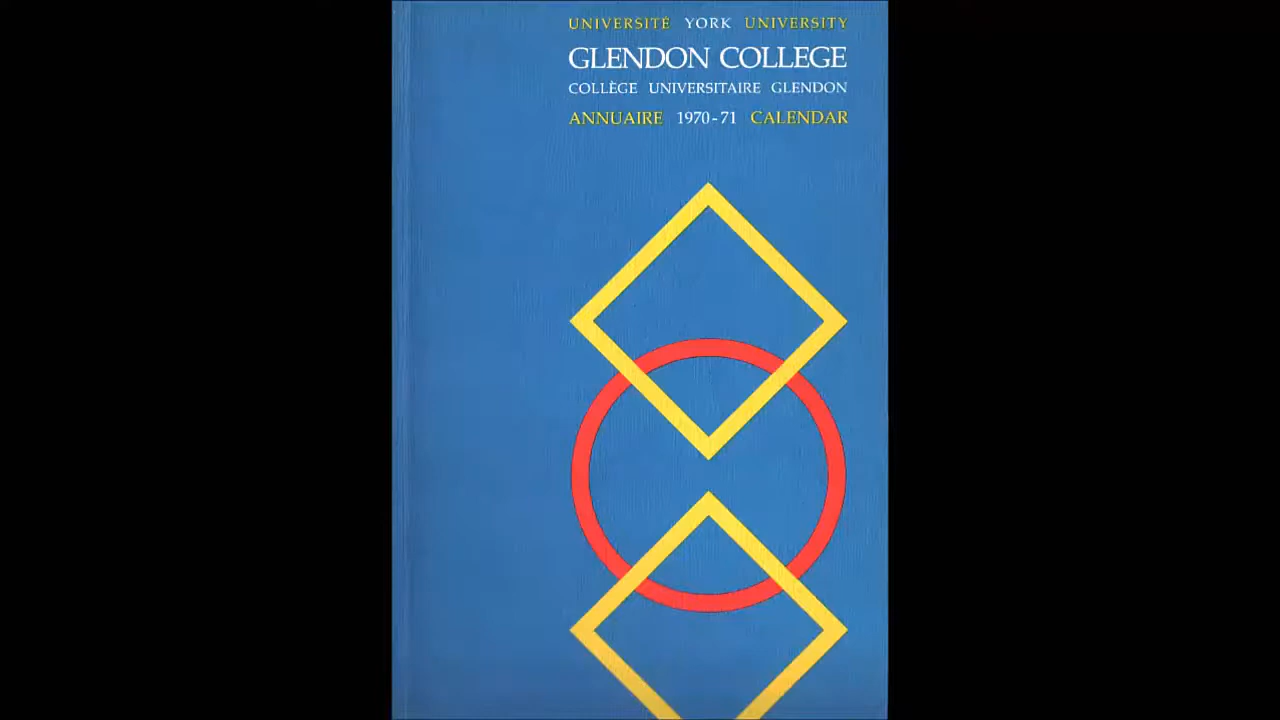 UNIVERSITÉ YORK UNIVERSITY
GLENDON COLLEGE
COLLÈGE UNIVERSITAIRE GLENDON
ANNUAIRE 1970-71 CALENDAR